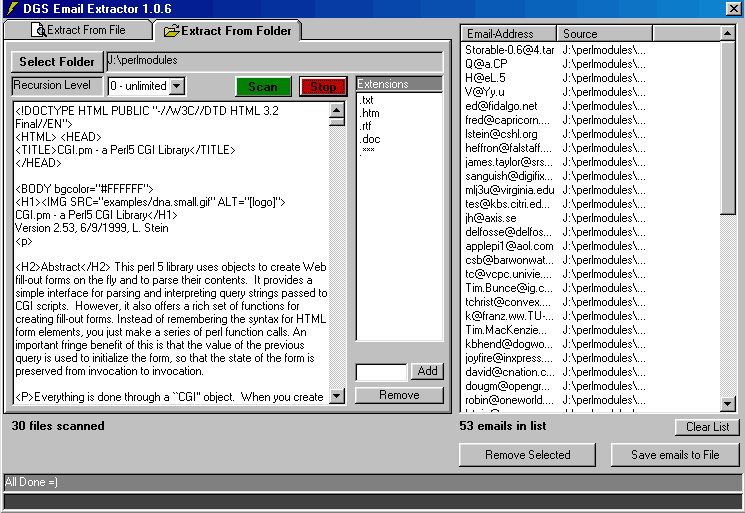 DGS Email Extractor 1.0.6
Extract From File
Extract From Folder
Select Folder
J:\perlmodules
Recursion Level
0 - unlimited
Scan
Stop
<!DOCTYPE HTML PUBLIC "-//W3C//DTD HTML 3.2
Final//EN">
<HTML> <HEAD>
<TITLE>CGI.pm - a Perl5 CGI Library</TITLE>
</HEAD>
<BODY bgcolor="#FFFFFF">
<H1><IMG SRC="examples/dna.small.gif" ALT="[logo]">
CGI.pm - a Perl5 CGI Library</H1>
Version 2.53, 6/9/1999, L. Stein
<p>
<H2>Abstract</H2> This perl 5 library uses objects to create Web
fill-out forms on the fly and to parse their contents.  It provides a
simple interface for parsing and interpreting query strings passed to
CGI scripts.  However, it also offers a rich set of functions for
creating fill-out forms. Instead of remembering the syntax for HTML
form elements, you just make a series of perl function calls. An
important fringe benefit of this is that the value of the previous
query is used to initialize the form, so that the state of the form is
preserved from invocation to invocation.
<P>Everything is done through a ``CGI'' object.  When you create
Extensions
.txt
.htm
.rtf
.doc
.***
Add
Remove
30 files scanned
Email-Address Source
Storable-0.6@4.tar J:\perlmodules\...
Q@a.CP J:\perlmodules\...
H@eL.5 J:\perlmodules\...
V@Yy.u J:\perlmodules\...
ed@fidalgo.net J:\perlmodules\...
fred@capricorn.... J:\perlmodules\...
lstein@cshl.org J:\perlmodules\...
heffron@falstaff.... J:\perlmodules\...
james.taylor@srs... J:\perlmodules\...
sanguish@digifix... J:\perlmodules\...
mlj3u@virginia.edu J:\perlmodules\...
tes@kbs.citri.ed... J:\perlmodules\...
jh@axis.se J:\perlmodules\...
delfosse@delfos... J:\perlmodules\...
applepi1@aol.com J:\perlmodules\...
csb@barwonwat... J:\perlmodules\...
tc@vcpc.univie.... J:\perlmodules\...
Tim.Bunce@ig.c... J:\perlmodules\...
tchrist@convex.... J:\perlmodules\...
k@franz.ww.TU-... J:\perlmodules\...
Tim.MacKenzie... J:\perlmodules\...
kbhend@dogwo... J:\perlmodules\...
joyfire@inxpress.... J:\perlmodules\...
david@cnation.c... J:\perlmodules\...
dougm@opengr... J:\perlmodules\...
robin@oneworld.... J:\perlmodules\...
53 emails in list
Clear List
Remove Selected
Save emails to File
All Done =)